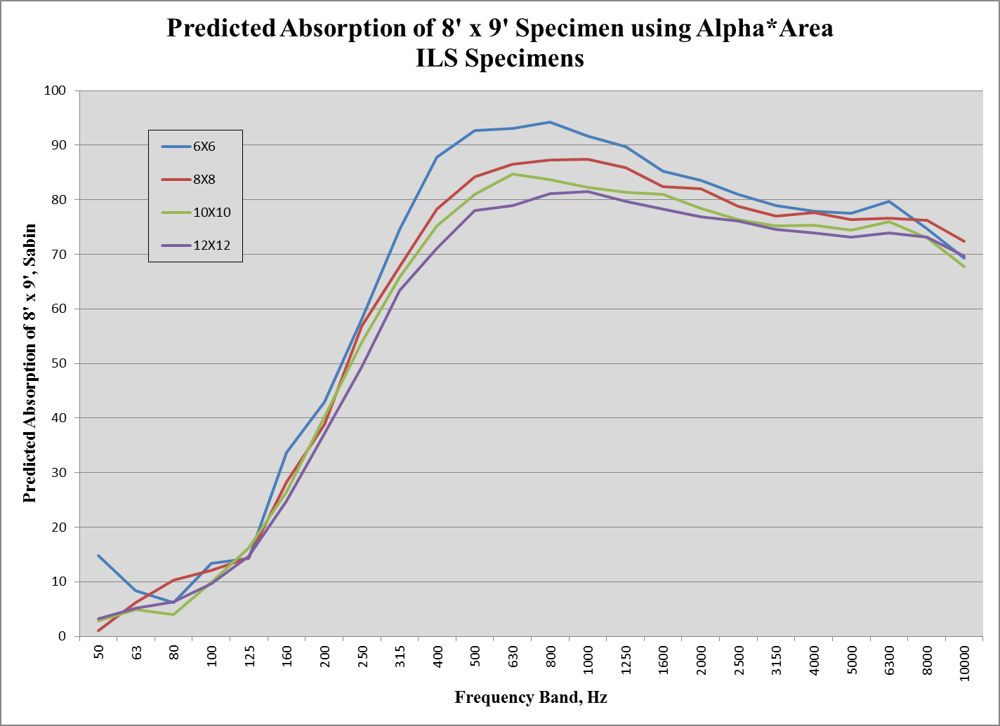 Predicted Absorption of 8' x 9' Specimen using Alpha*Area
ILS Specimens
Predicted Absorption of 8' x 9', Sabin
100
90
80
70
60
50
40
30
20
10
0
6X6
8X8
10X10
12X12
50 63 80 100 125 160 200 250 315 400 500 630 800 1000 1250 1600 2000 2500 3150 4000 5000 6300 8000 10000
Frequency Band, Hz